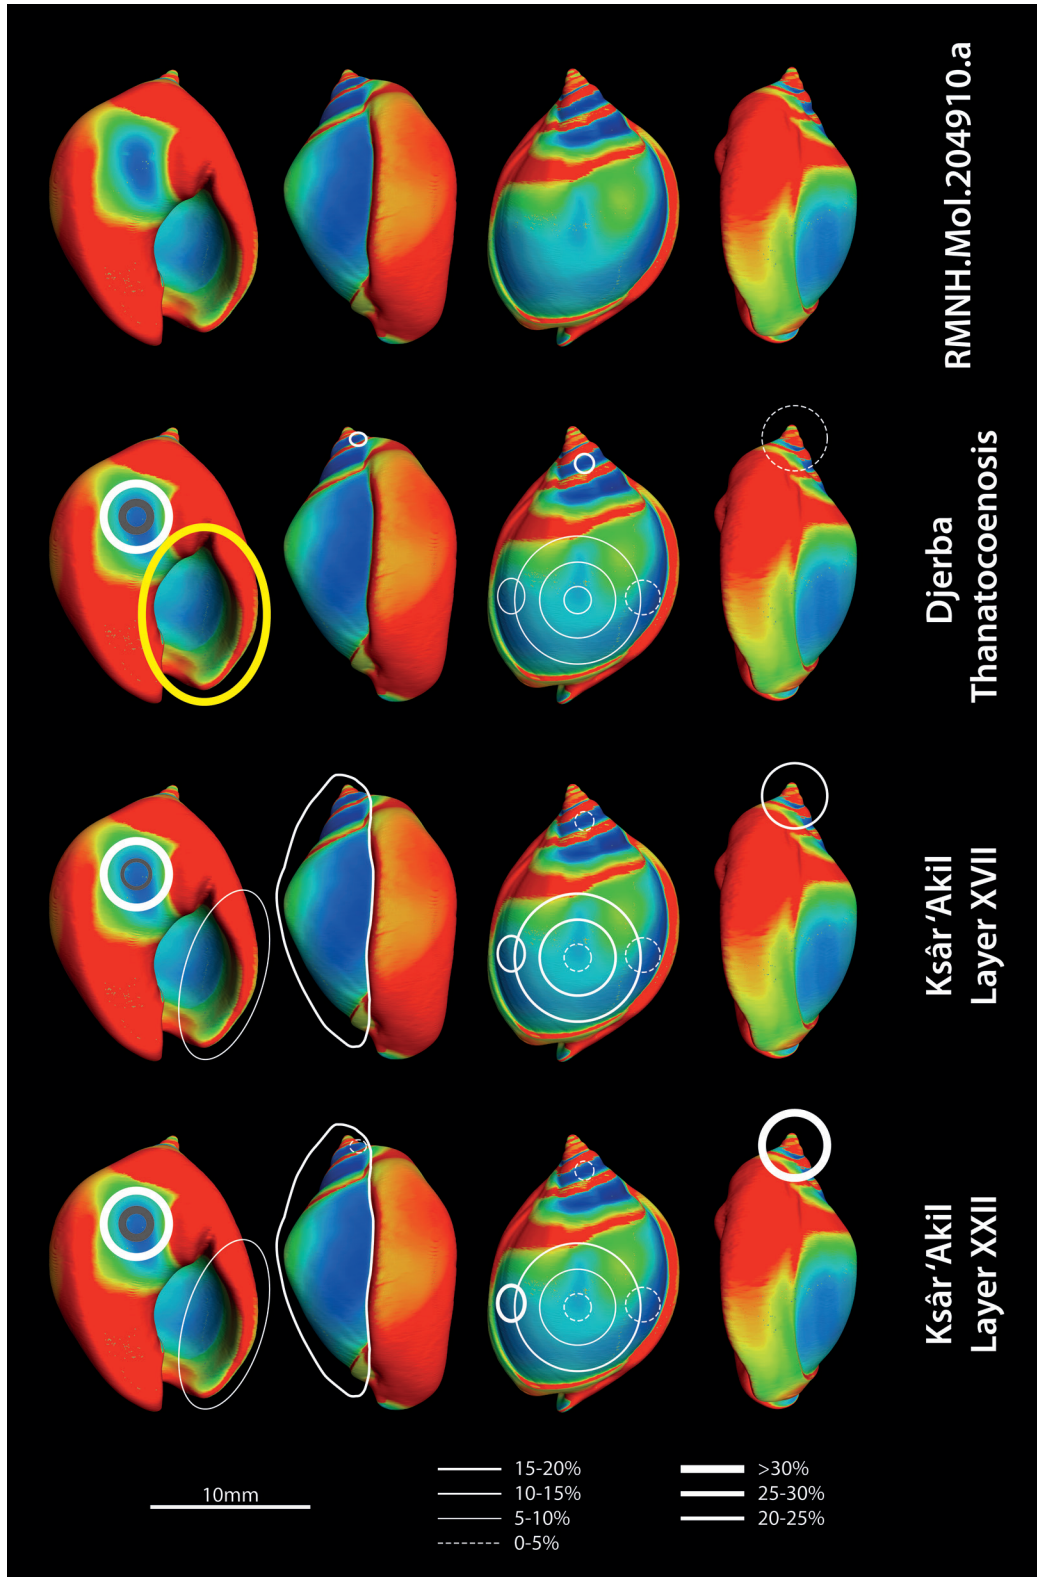 RMNH.Mol.204910.a
Djerba
Thanatocoenosis
Ksâr ‘Akil
Layer XVII
Ksâr ‘Akil
Layer XXII
10mm
15-20%
10-15%
5-10%
0-5%
>30%
25-30%
20-25%